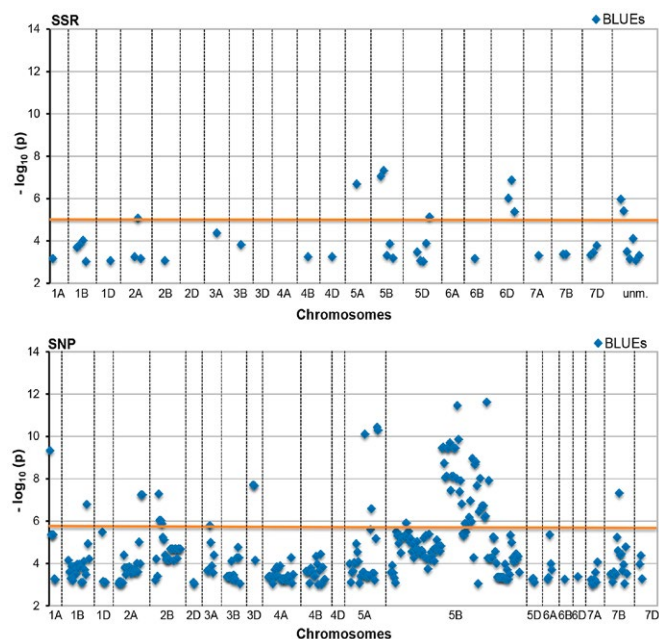 SSR
BLUEs
14
12
10
8
6
4
2
- log10 (p)
1A 1B 1D 2A 2B 2D 3A 3B 3D 4A 4B 4D 5A 5B 5D 6A 6B 6D 7A 7B 7D unm.
Chromosomes
SNP
BLUEs
14
12
10
8
6
4
2
- log10 (p)
1A 1B 1D 2A 2B 2D 3A 3B 3D 4A 4B 4D 5A 5B 5D 6A 6B 6D 7A 7B 7D
Chromosomes